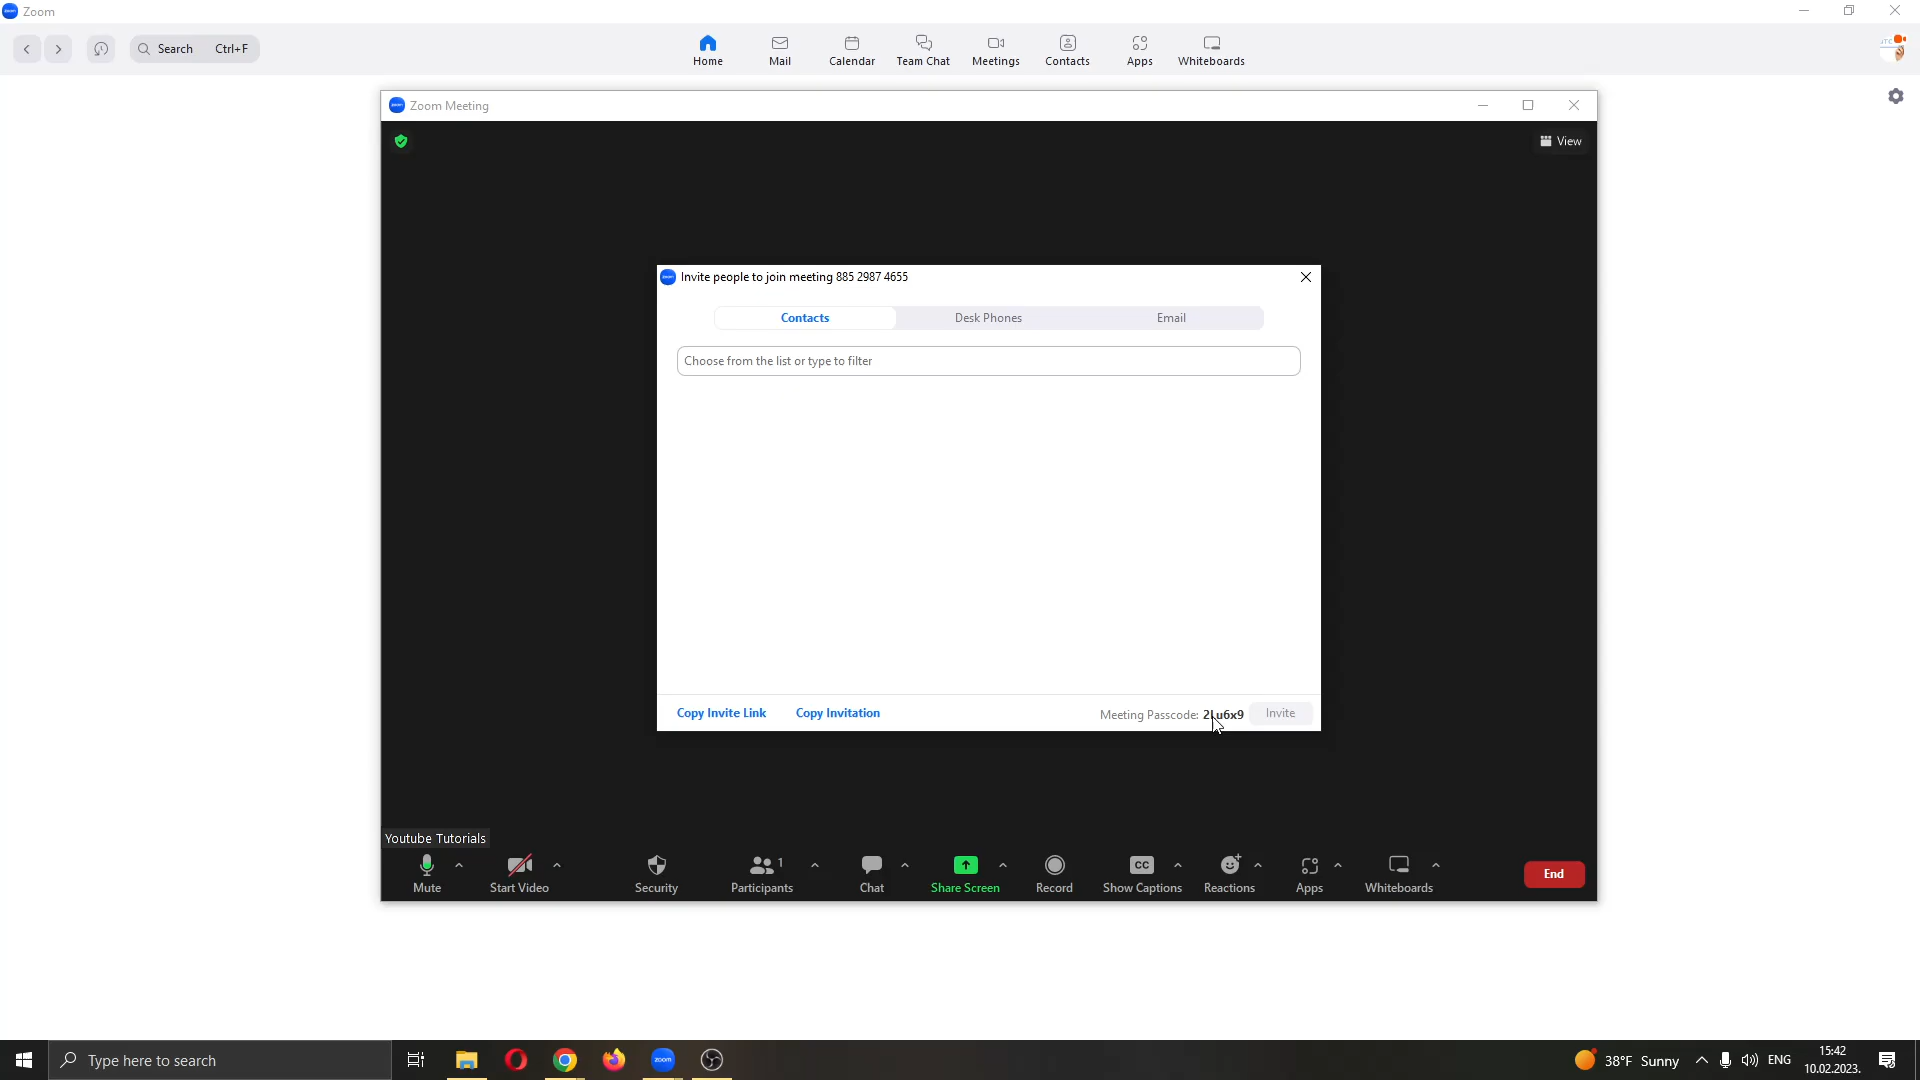 Zoom
Search Ctrl+F
Home Mail Calendar Team Chat Meetings Contacts Apps Whiteboards
Zoom Meeting
View
Invite people to join meeting 885 2987 4655
Contacts Desk Phones Email
Choose from the list or type to filter
Copy Invite Link Copy Invitation Meeting Passcode: 2Lu6x9 Invite
Youtube Tutorials
1
CC
Mute Start Video Security Participants Chat Share Screen Record Show Captions Reactions Apps Whiteboards End
Type here to search
zoom
38°F Sunny
ENG
15:42
10.02.2023.